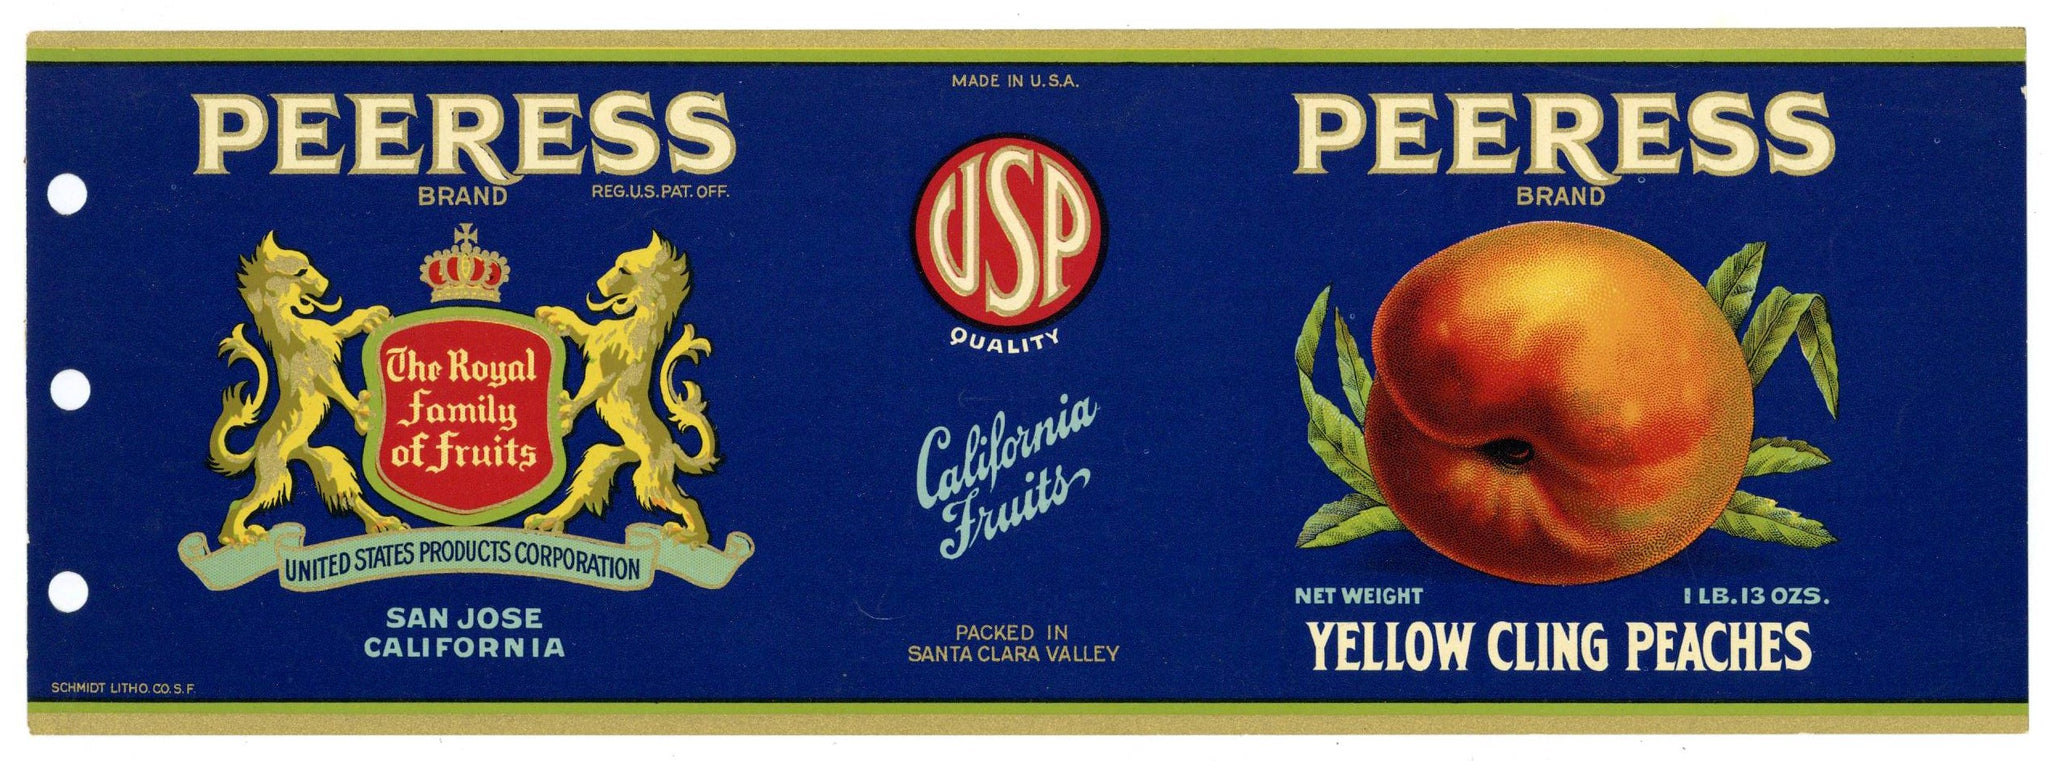 PEERESS
BRAND
REG.U.S.PAT.OFF.
The Royal
Family
of Fruits
UNITED STATES PRODUCTS CORPORATION
SAN JOSE
CALIFORNIA
SCHMIDT LITHO.CO.S.F.
MADE IN U.S.A.
USP
QUALITY
California
Fruits
PACKED IN
SANTA CLARA VALLEY
PEERESS
BRAND
NET WEIGHT 1 LB.13 OZS.
YELLOW CLING PEACHES